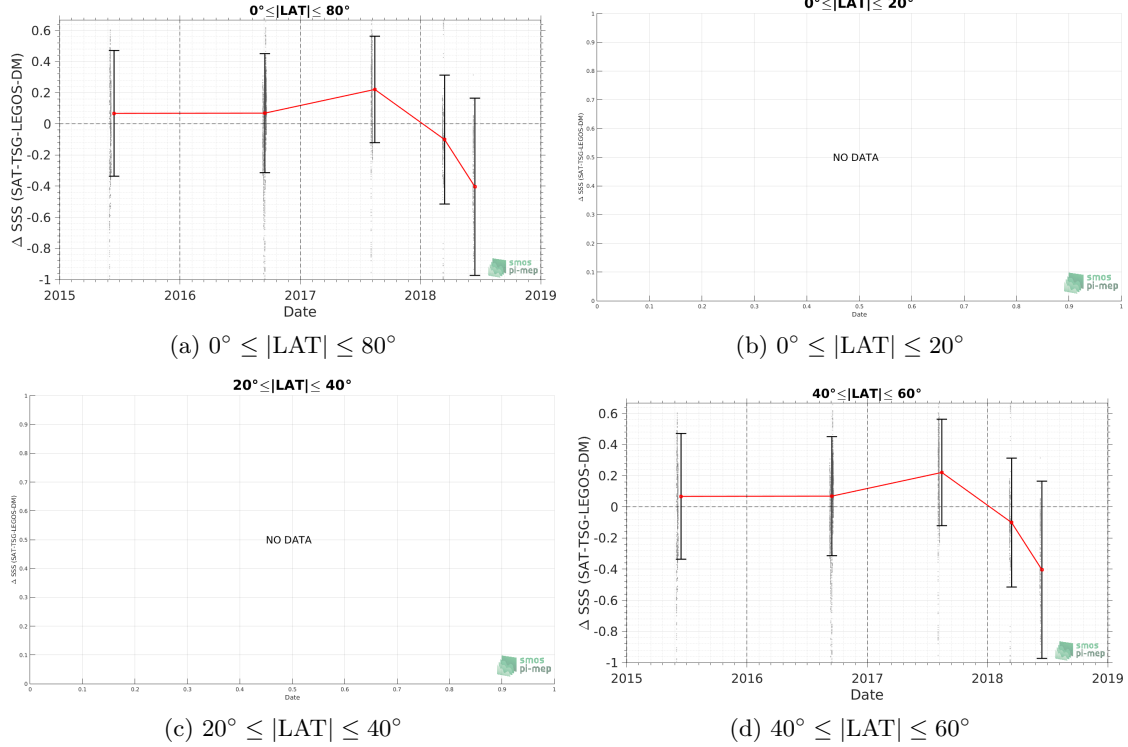 0°≤|LAT|≤ 80°
Δ SSS (SAT-TSG-LEGOS-DM)
0.6
0.4
0.2
0
-0.2
-0.4
-0.6
-0.8
-1
2015 2016 2017 2018 2019
Date
smos
pi-mep
(a) 0° ≤ |LAT| ≤ 80°
0°≤|LAT|≤ 20°
Δ SSS (SAT-TSG-LEGOS-DM)
1
0.9
0.8
0.7
0.6
0.5
0.4
0.3
0.2
0.1
0
NO DATA
0 0.1 0.2 0.3 0.4 0.5 0.6 0.7 0.8 0.9 1
Date
smos
pi-mep
(b) 0° ≤ |LAT| ≤ 20°
20°≤|LAT|≤ 40°
Δ SSS (SAT-TSG-LEGOS-DM)
1
0.9
0.8
0.7
0.6
0.5
0.4
0.3
0.2
0.1
0
NO DATA
0 0.1 0.2 0.3 0.4 0.5 0.6 0.7 0.8 0.9 1
Date
smos
pi-mep
(c) 20° ≤ |LAT| ≤ 40°
40°≤|LAT|≤ 60°
Δ SSS (SAT-TSG-LEGOS-DM)
0.6
0.4
0.2
0
-0.2
-0.4
-0.6
-0.8
-1
2015 2016 2017 2018 2019
Date
smos
pi-mep
(d) 40° ≤ |LAT| ≤ 60°